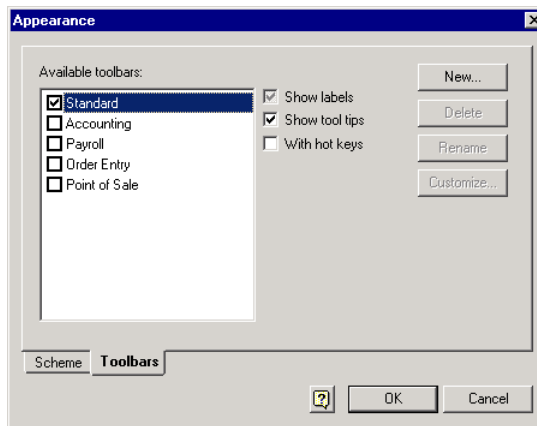 Appearance
Available toolbars:
Standard
Accounting
Payroll
Order Entry
Point of Sale
Show labels
Show tool tips
With hot keys
New...
Delete
Rename
Customize...
Scheme
Toolbars
?
OK
Cancel